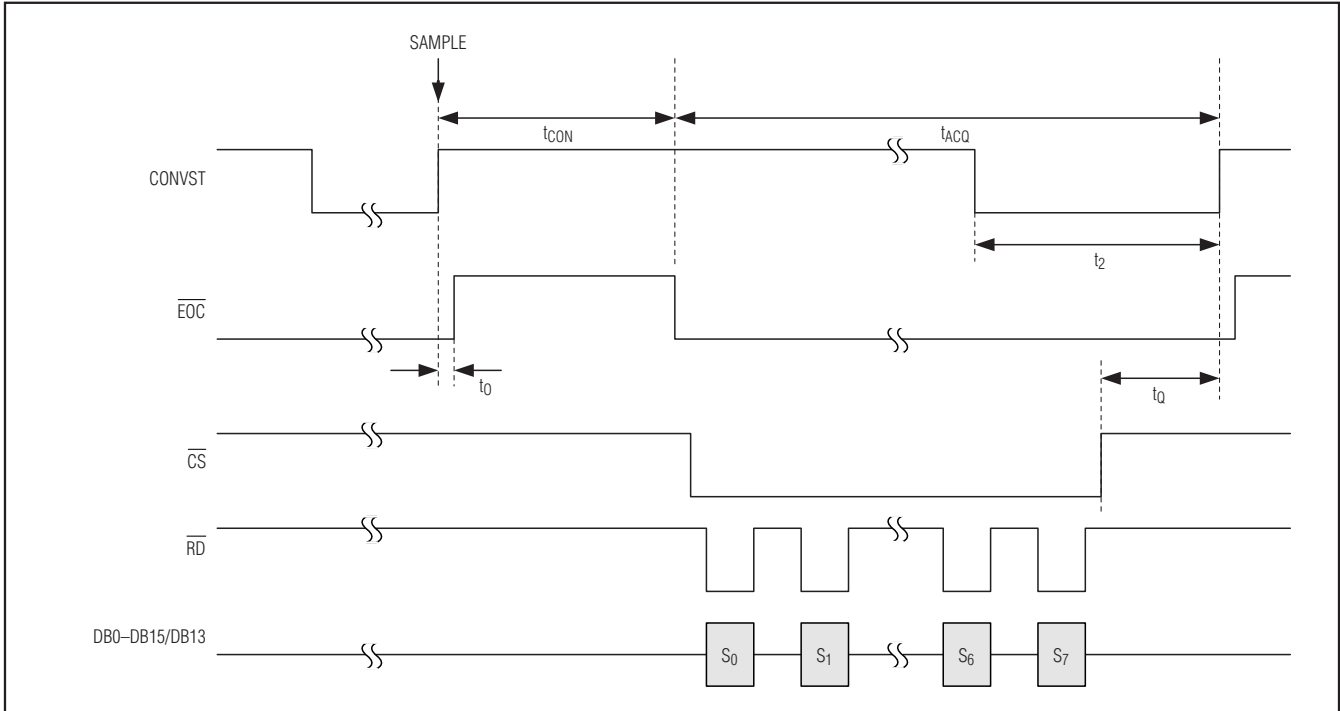 SAMPLE
tCON
tACQ
CONVST
t2
EOC
t0
tQ
CS
RD
DB0–DB15/DB13
S0
S1
S6
S7